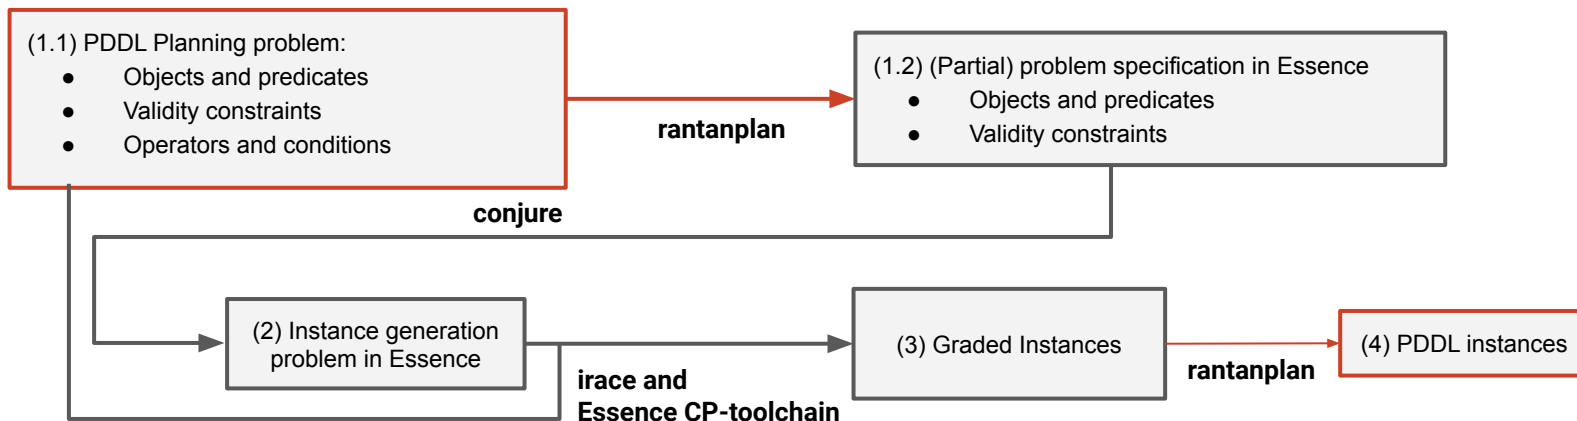 (1.1) PDDL Planning problem:
● Objects and predicates
● Validity constraints
● Operators and conditions
rantanplan
(1.2) (Partial) problem specification in Essence
● Objects and predicates
● Validity constraints
conjure
(2) Instance generation
problem in Essence
irace and
Essence CP-toolchain
(3) Graded Instances
rantanplan
(4) PDDL instances